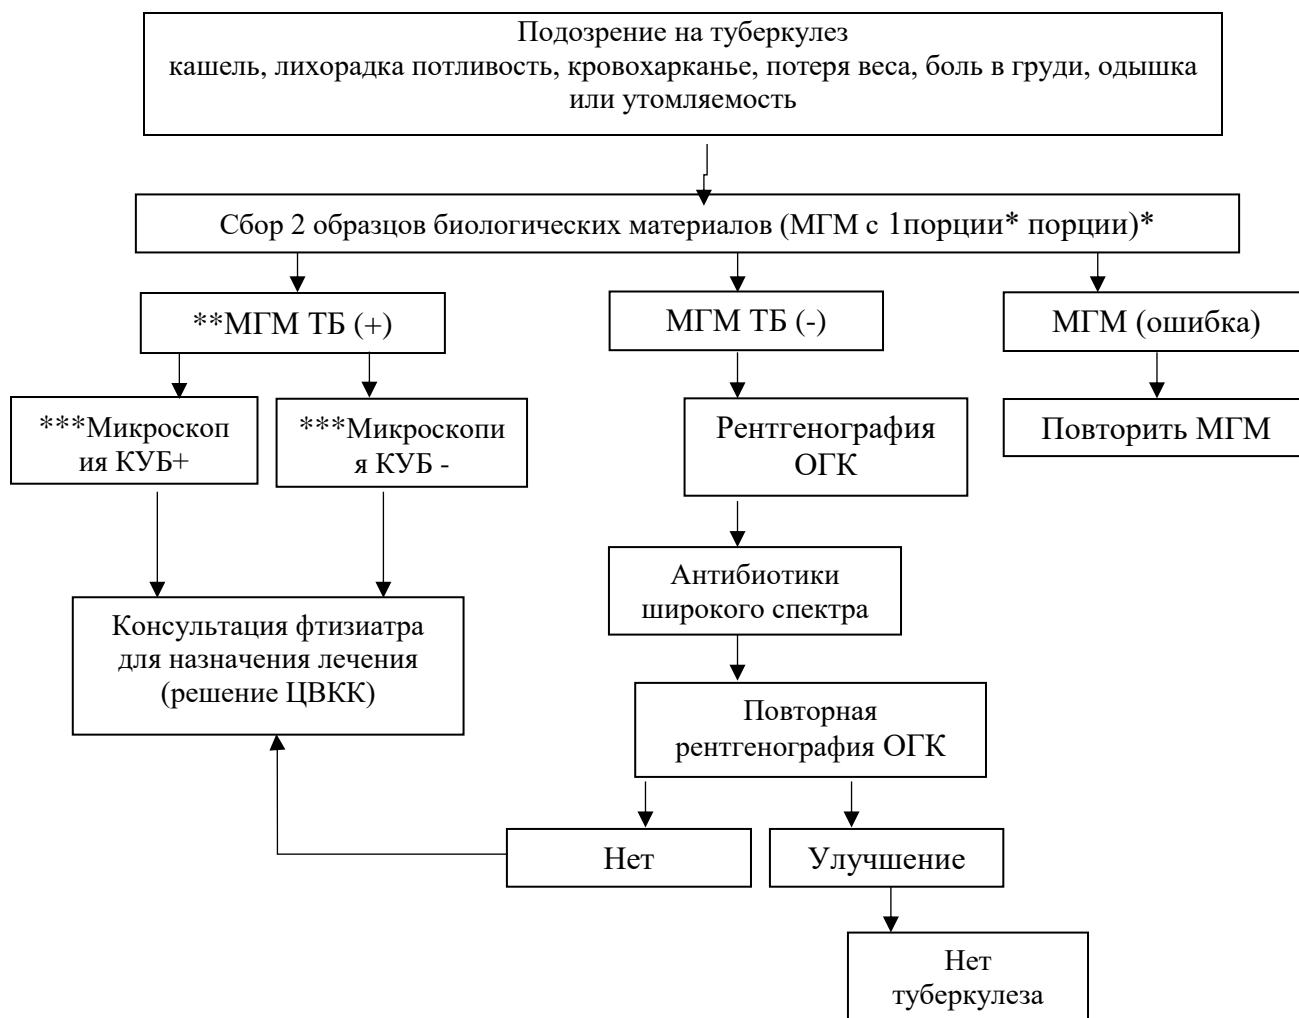 Подозрение на туберкулез
кашель, лихорадка потливость, кровохарканье, потеря веса, боль в груди, одышка
или утомляемость
Сбор 2 образцов биологических материалов (МГМ с 1порции* порции)*
**МГМ ТБ (+)
МГМ ТБ (-)
МГМ (ошибка)
***Микроскоп
ия КУБ+
***Микроскопи
я КУБ -
Рентгенография
ОГК
Повторить МГМ
Антибиотики
широкого спектра
Консультация фтизиатра
для назначения лечения
(решение ЦВКК)
Повторная
рентгенография ОГК
Нет
Улучшение
Нет
туберкулеза